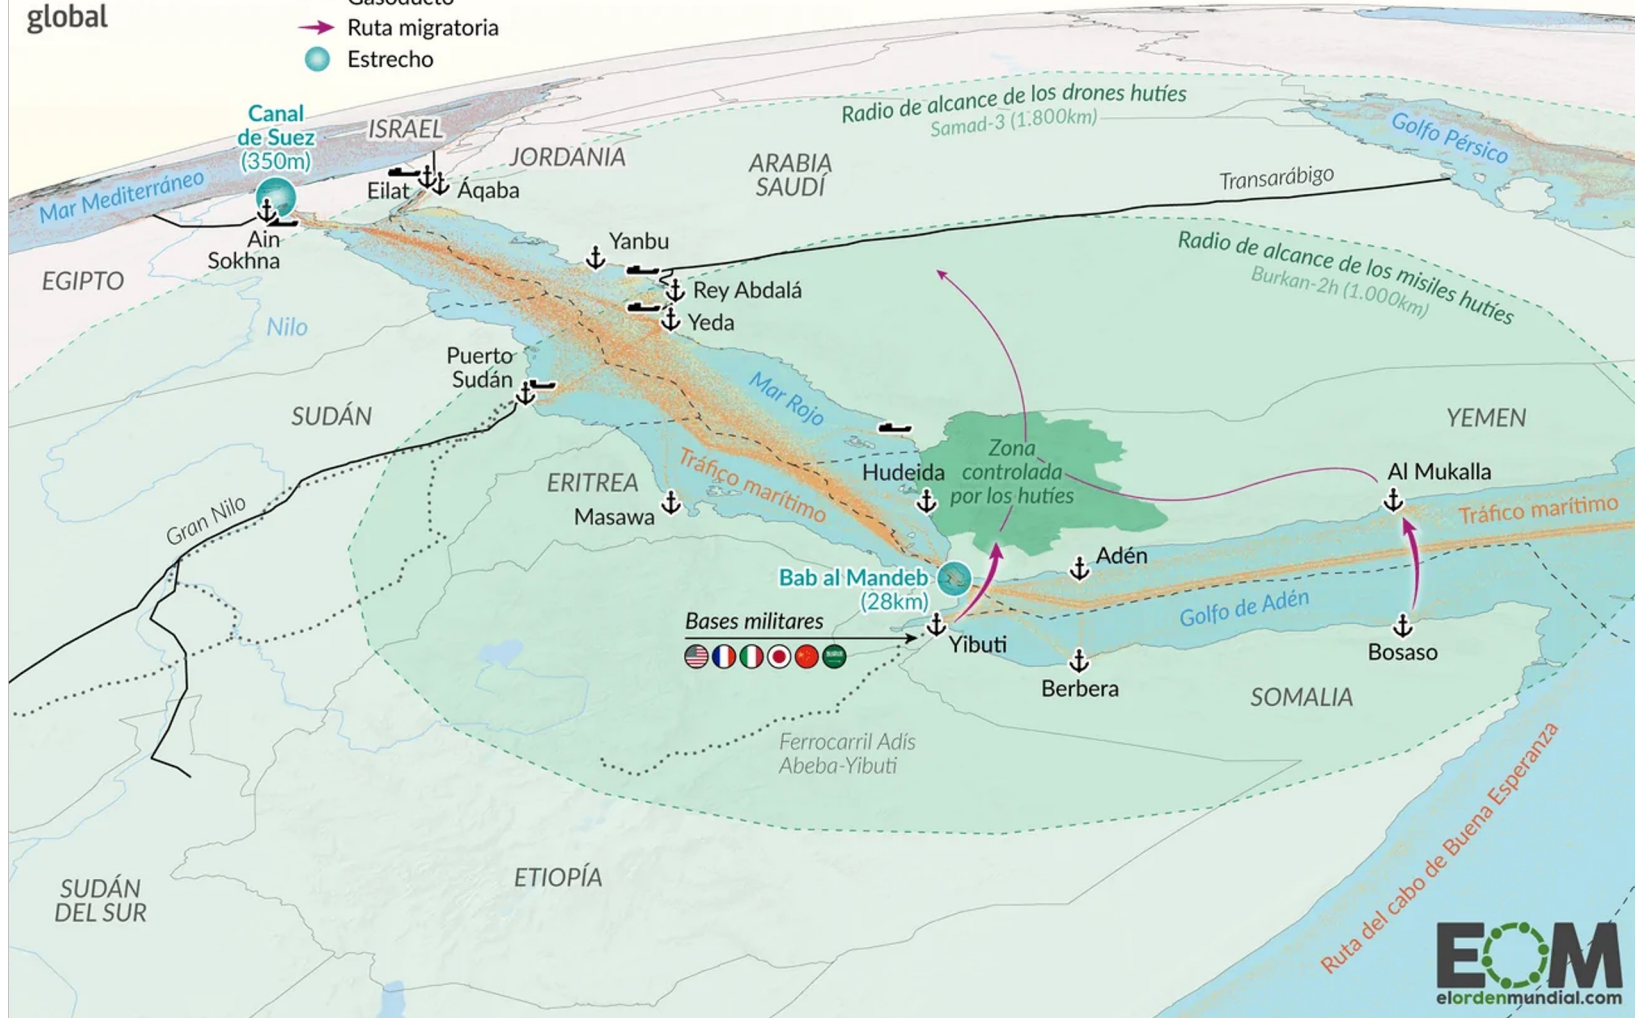 global
Gasoducto
Ruta migratoria
Estrecho
Canal
de Suez
(350m)
ISRAEL
JORDANIA
ARABIA
SAUDÍ
Radio de alcance de los drones hutíes
Samad-3 (1.800km)
Golfo Pérsico
Mar Mediterráneo
Eilat
Áqaba
Transarábigo
Ain
Sokhna
EGIPTO
Yanbu
Rey Abdalá
Yeda
Radio de alcance de los misiles hutíes
Burkan-2h (1.000km)
Nilo
Puerto
Sudán
SUDÁN
Mar Rojo
YEMEN
Zona
controlada
por los hutíes
Hudeida
Al Mukalla
ERITREA
Masawa
Tráfico marítimo
Tráfico marítimo
Gran Nilo
Adén
Bab al Mandeb
(28km)
Golfo de Adén
Bases militares
Yibuti
Bosaso
Berbera
SOMALIA
Ferrocarril Adís
Abeba-Yibuti
Ruta del cabo de Buena Esperanza
ETIOPÍA
SUDÁN
DEL SUR
EOM
elordenmundial.com